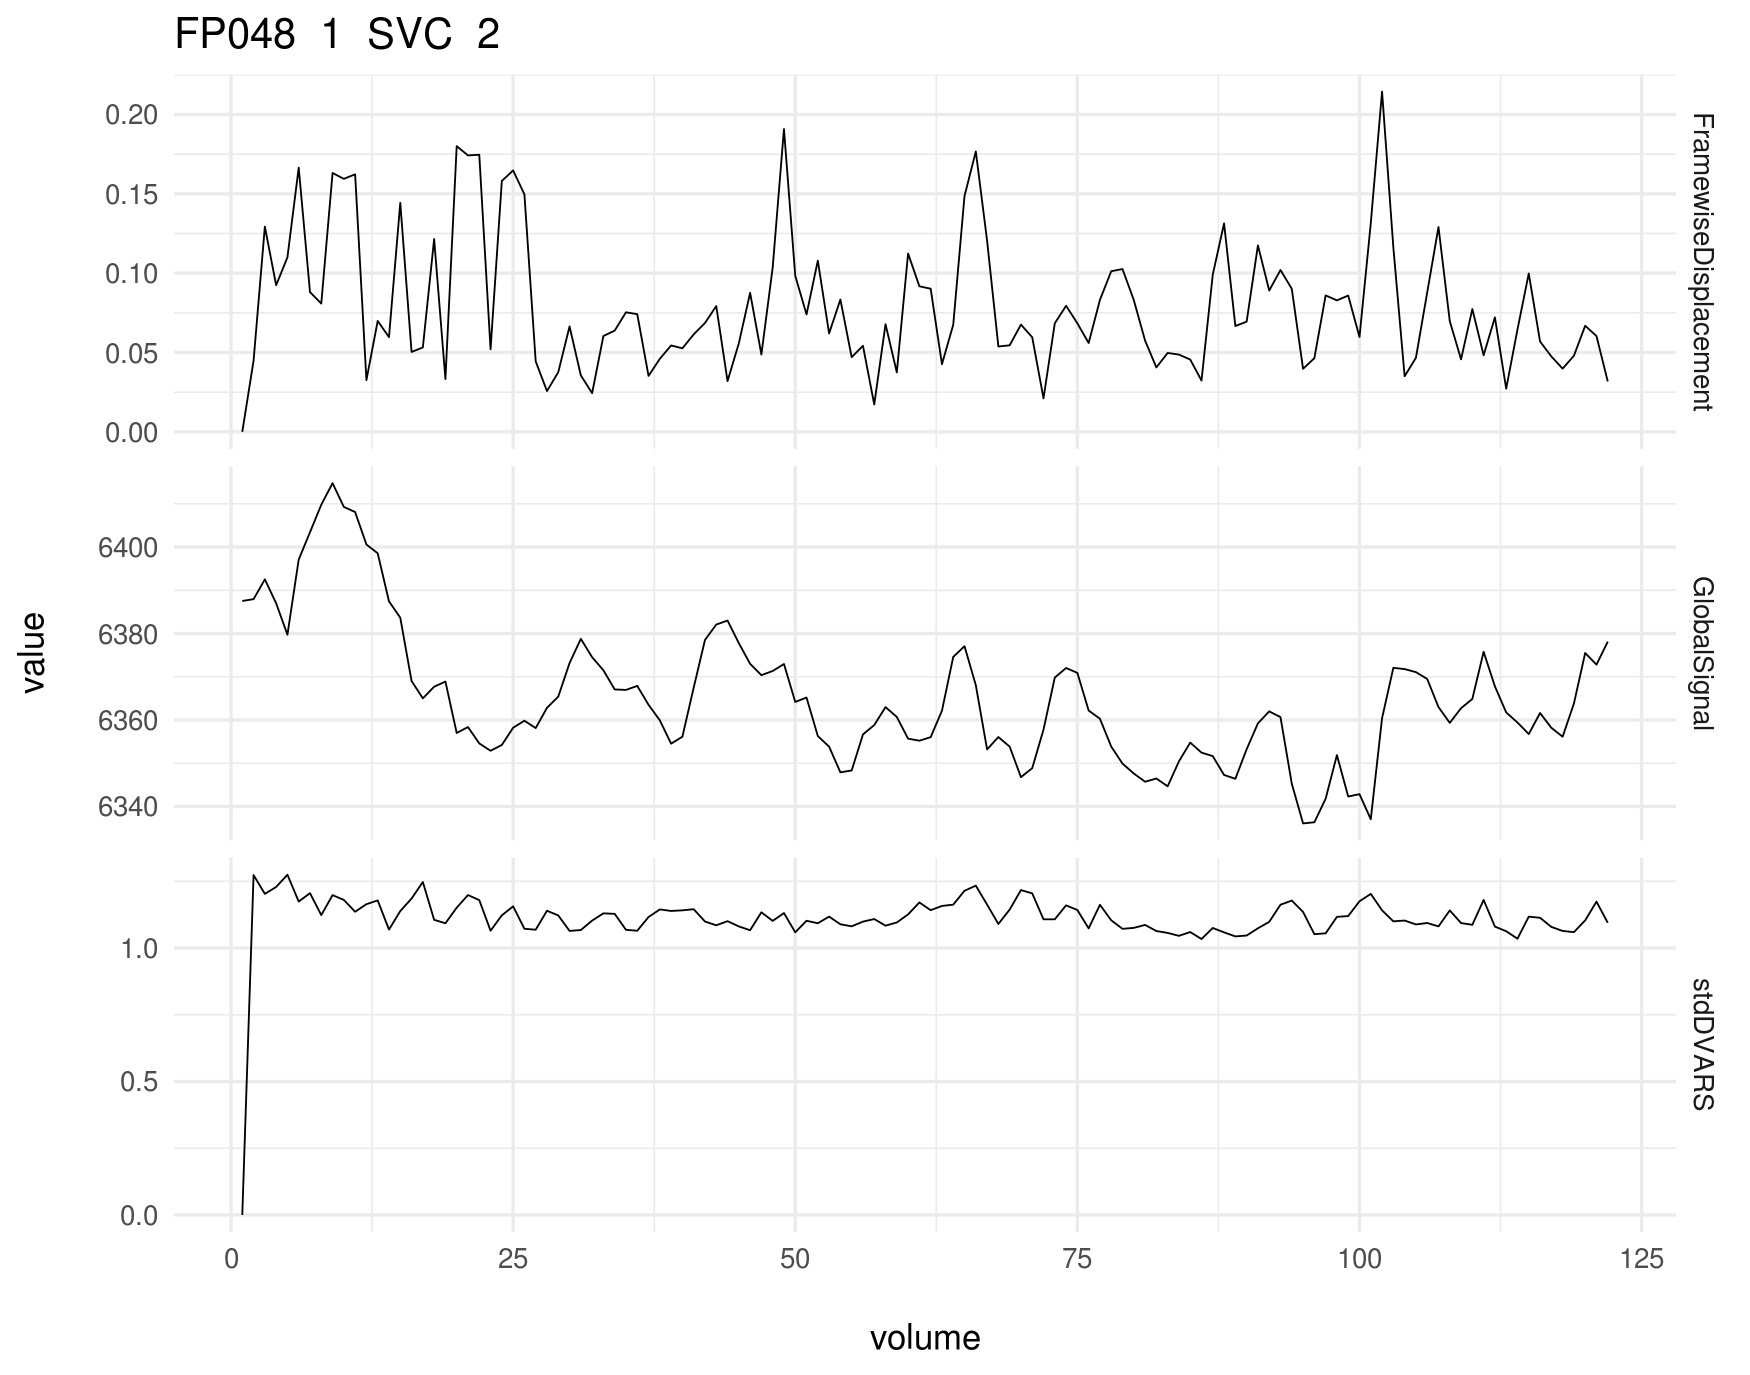 FP048 1 SVC 2
0.20
0.15
0.10
0.05
0.00
FramewiseDisplacement
6400
6380
6360
6340
GlobalSignal
value
1.0
0.5
0.0
stdDVARS
0 25 50 75 100 125
volume